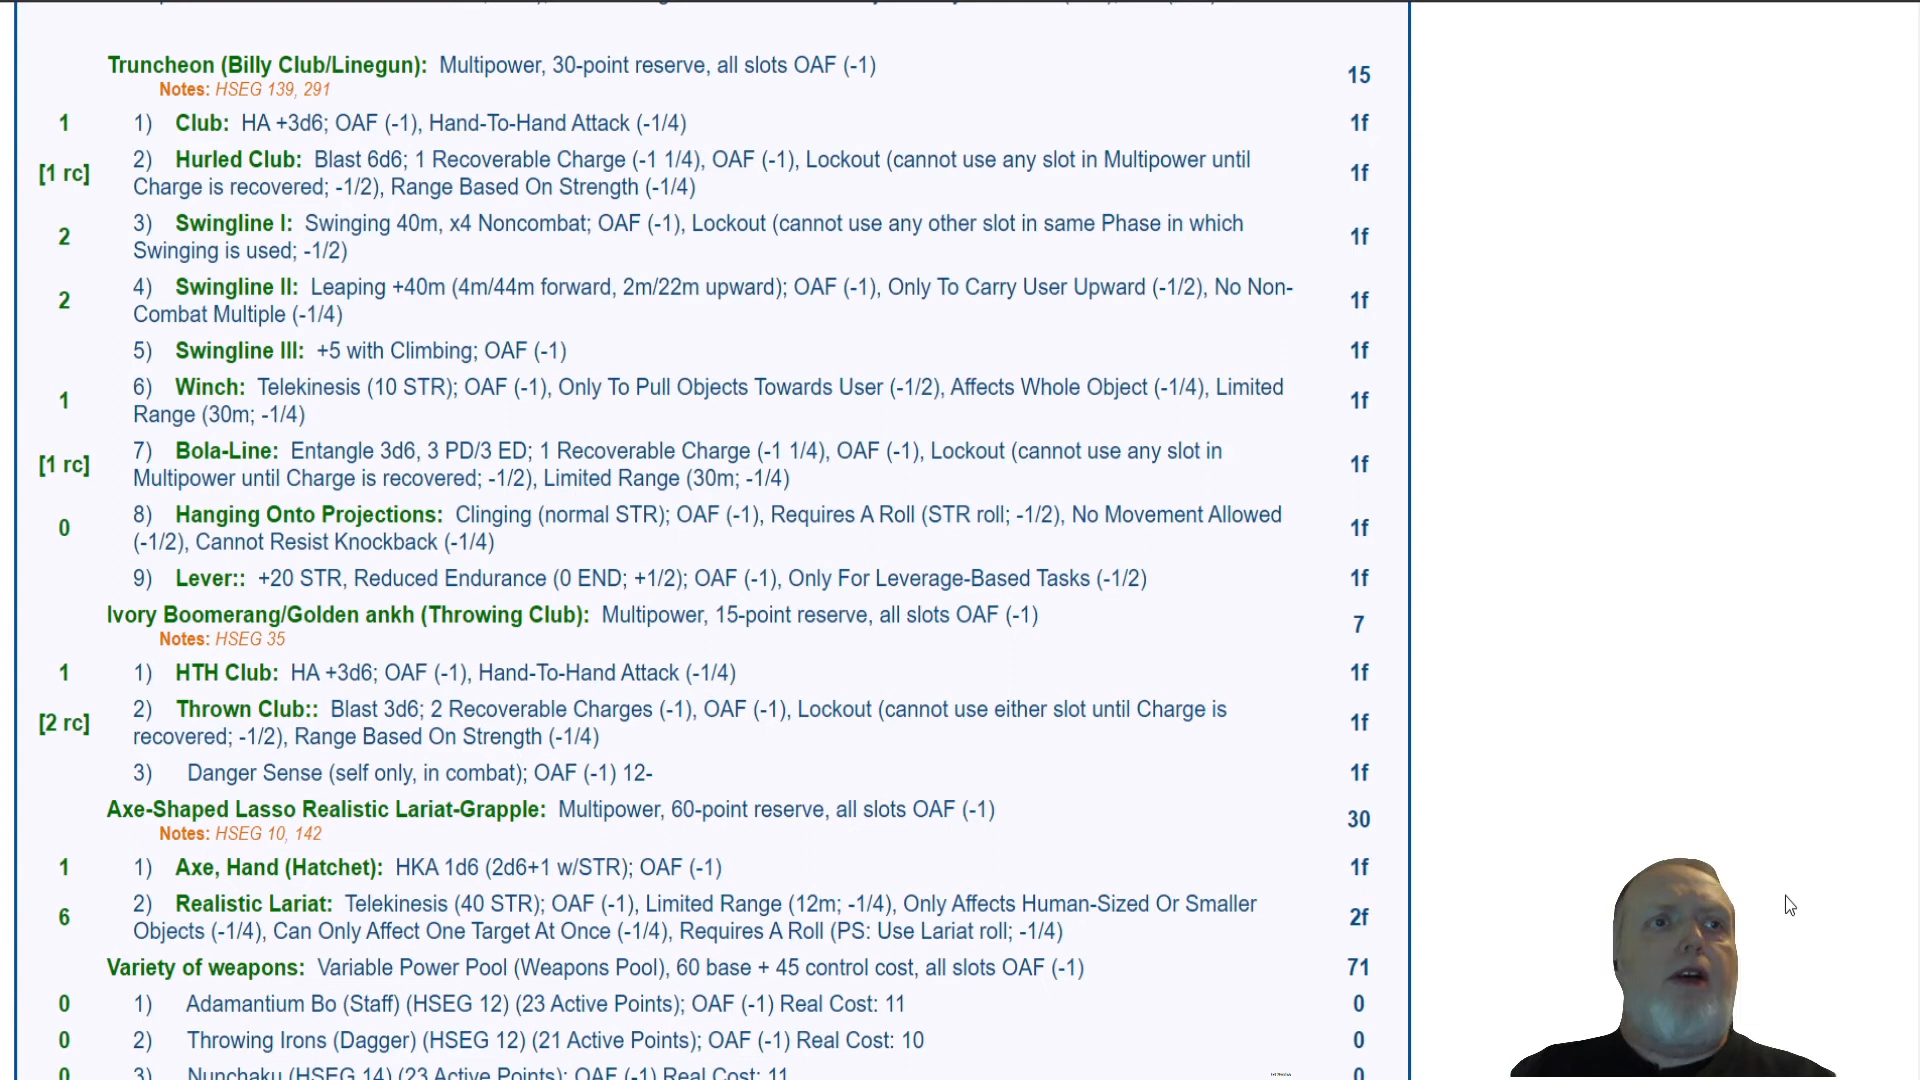 Truncheon (Billy Club/Linegun): Multipower, 30-point reserve, all slots OAF (-1) 15
Notes: HSEG 139, 291
1 1) Club: HA +3d6; OAF (-1), Hand-To-Hand Attack (-1/4) 1f
[1 rc] 2) Hurled Club: Blast 6d6; 1 Recoverable Charge (-1 1/4), OAF (-1), Lockout (cannot use any slot in Multipower until 1f
Charge is recovered; -1/2), Range Based On Strength (-1/4)
2 3) Swingline I: Swinging 40m, x4 Noncombat; OAF (-1), Lockout (cannot use any other slot in same Phase in which 1f
Swinging is used; -1/2)
2 4) Swingline II: Leaping +40m (4m/44m forward, 2m/22m upward); OAF (-1), Only To Carry User Upward (-1/2), No Non- 1f
Combat Multiple (-1/4)
5) Swingline III: +5 with Climbing; OAF (-1) 1f
1 6) Winch: Telekinesis (10 STR); OAF (-1), Only To Pull Objects Towards User (-1/2), Affects Whole Object (-1/4), Limited 1f
Range (30m; -1/4)
[1 rc] 7) Bola-Line: Entangle 3d6, 3 PD/3 ED; 1 Recoverable Charge (-1 1/4), OAF (-1), Lockout (cannot use any slot in 1f
Multipower until Charge is recovered; -1/2), Limited Range (30m; -1/4)
0 8) Hanging Onto Projections: Clinging (normal STR); OAF (-1), Requires A Roll (STR roll; -1/2), No Movement Allowed 1f
(-1/2), Cannot Resist Knockback (-1/4)
9) Lever:: +20 STR, Reduced Endurance (0 END; +1/2); OAF (-1), Only For Leverage-Based Tasks (-1/2) 1f
Ivory Boomerang/Golden ankh (Throwing Club): Multipower, 15-point reserve, all slots OAF (-1) 7
Notes: HSEG 35
1 1) HTH Club: HA +3d6; OAF (-1), Hand-To-Hand Attack (-1/4) 1f
[2 rc] 2) Thrown Club:: Blast 3d6; 2 Recoverable Charges (-1), OAF (-1), Lockout (cannot use either slot until Charge is 1f
recovered; -1/2), Range Based On Strength (-1/4)
3) Danger Sense (self only, in combat); OAF (-1) 12- 1f
Axe-Shaped Lasso Realistic Lariat-Grapple: Multipower, 60-point reserve, all slots OAF (-1) 30
Notes: HSEG 10, 142
1 1) Axe, Hand (Hatchet): HKA 1d6 (2d6+1 w/STR); OAF (-1) 1f
6 2) Realistic Lariat: Telekinesis (40 STR); OAF (-1), Limited Range (12m; -1/4), Only Affects Human-Sized Or Smaller 2f
Objects (-1/4), Can Only Affect One Target At Once (-1/4), Requires A Roll (PS: Use Lariat roll; -1/4)
Variety of weapons: Variable Power Pool (Weapons Pool), 60 base + 45 control cost, all slots OAF (-1) 71
0 1) Adamantium Bo (Staff) (HSEG 12) (23 Active Points); OAF (-1) Real Cost: 11 0
0 2) Throwing Irons (Dagger) (HSEG 12) (21 Active Points); OAF (-1) Real Cost: 10 0
0 3) Nunchaku (HSEG 14) (23 Active Points); OAF (-1) Real Cost: 11 0